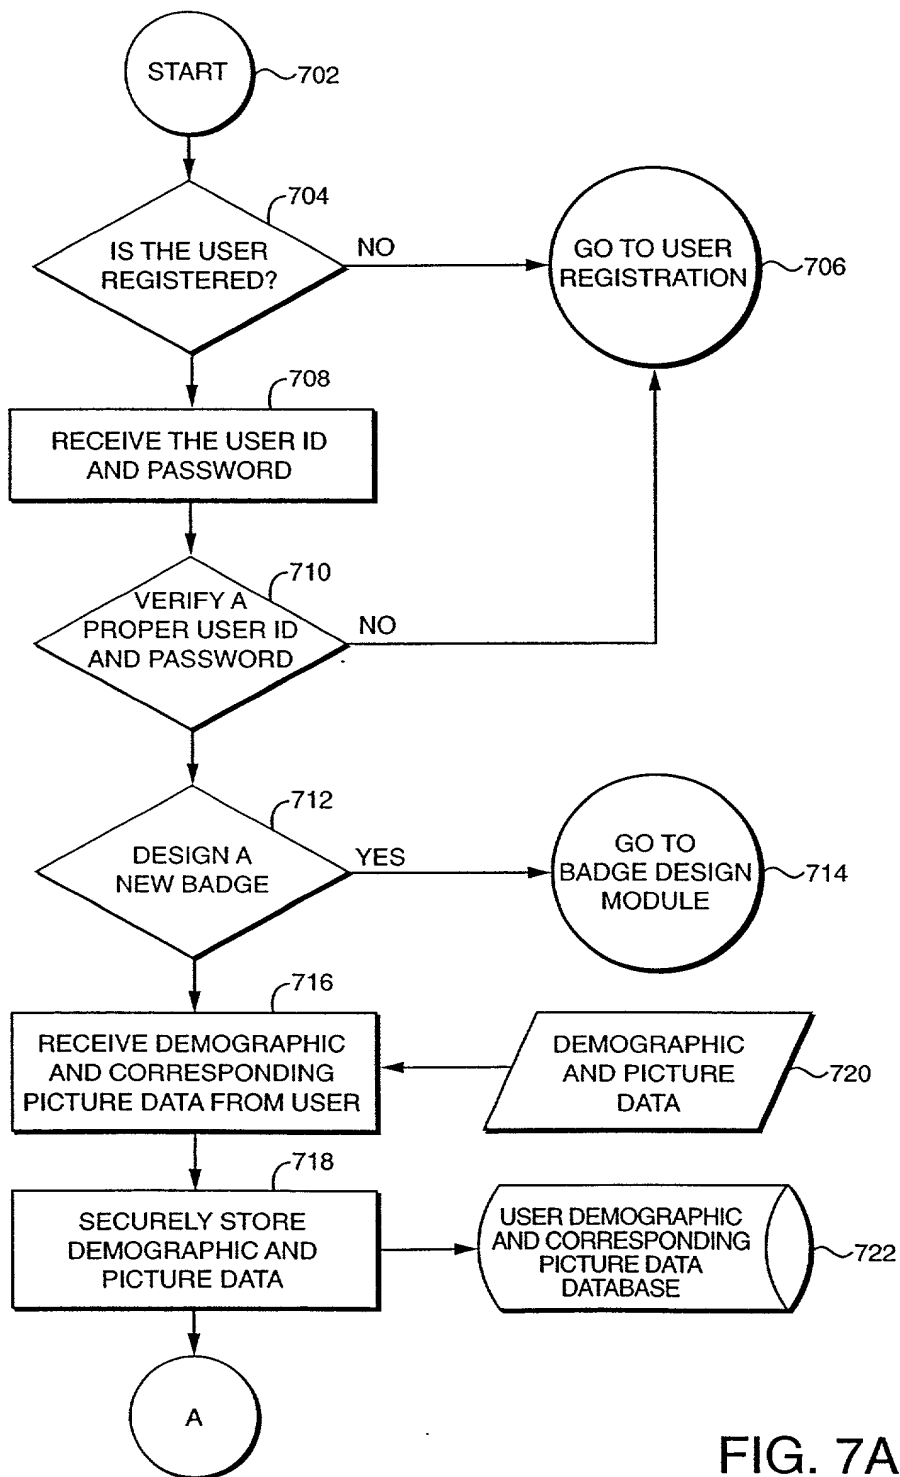 START
702
704
IS THE USER
REGISTERED?
NO
GO TO USER
REGISTRATION
706
708
RECEIVE THE USER ID
AND PASSWORD
710
VERIFY A
PROPER USER ID
AND PASSWORD
NO
712
DESIGN A
NEW BADGE
YES
GO TO
BADGE DESIGN
MODULE
714
716
RECEIVE DEMOGRAPHIC
AND CORRESPONDING
PICTURE DATA FROM USER
DEMOGRAPHIC
AND PICTURE
DATA
720
718
SECURELY STORE
DEMOGRAPHIC AND
PICTURE DATA
USER DEMOGRAPHIC
AND CORRESPONDING
PICTURE DATA
DATABASE
722
A
FIG. 7A